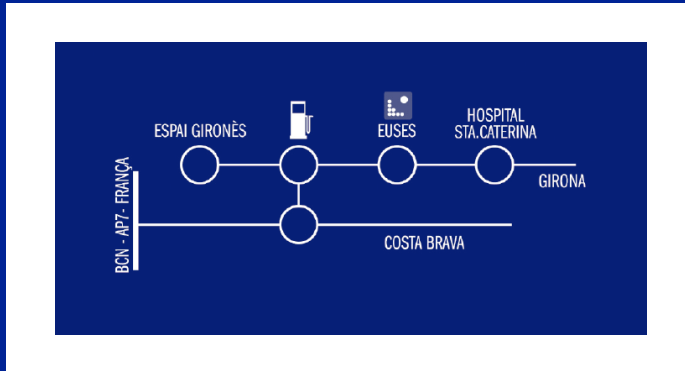 ESPAI GIRONÈS
EUSES
HOSPITAL
STA.CATERINA
GIRONA
BCN - AP7- FRANÇA
COSTA BRAVA